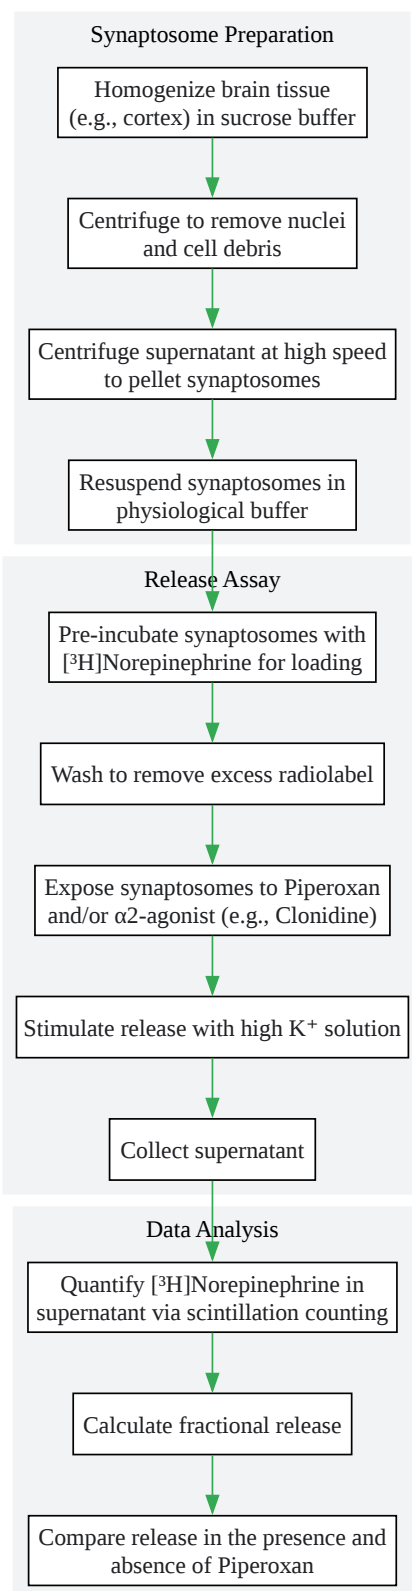 Synaptosome Preparation
Homogenize brain tissue
(e.g., cortex) in sucrose buffer
Centrifuge to remove nuclei
and cell debris
Centrifuge supernatant at high speed
to pellet synaptosomes
Resuspend synaptosomes in
physiological buffer
Release Assay
Pre-incubate synaptosomes with
[³H]Norepinephrine for loading
Wash to remove excess radiolabel
Expose synaptosomes to Piperoxan
and/or α2-agonist (e.g., Clonidine)
Stimulate release with high K⁺ solution
Collect supernatant
Data Analysis
Quantify [³H]Norepinephrine in
supernatant via scintillation counting
Calculate fractional release
Compare release in the presence and
absence of Piperoxan